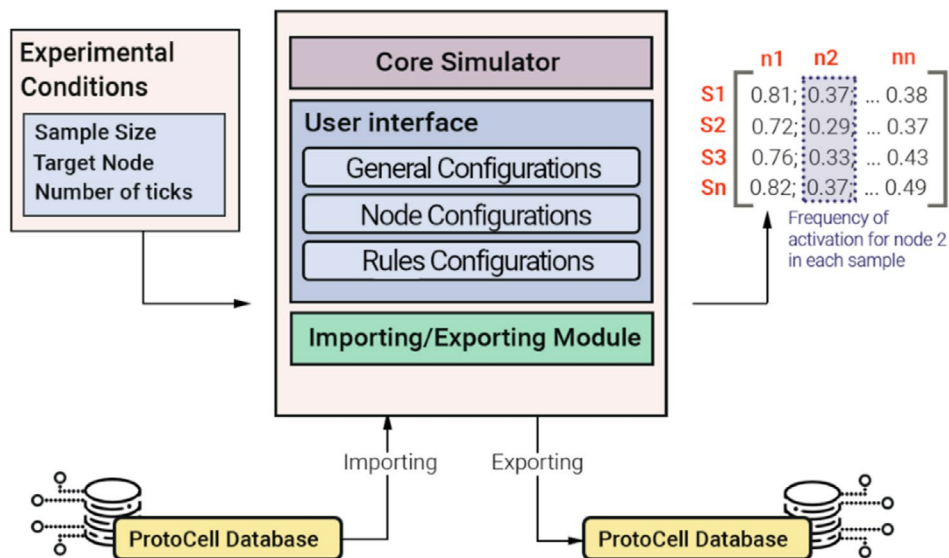 Experimental
Conditions
Sample Size
Target Node
Number of ticks
Core Simulator
User interface
General Configurations
Node Configurations
Rules Configurations
Importing/Exporting Module
n1 n2 nn
S1 0.81; 0.37; ... 0.38
S2 0.72; 0.29; ... 0.37
S3 0.76; 0.33; ... 0.43
Sn 0.82; 0.37; ... 0.49
Frequency of
activation for node 2
in each sample
Importing
Exporting
ProtoCell Database
ProtoCell Database